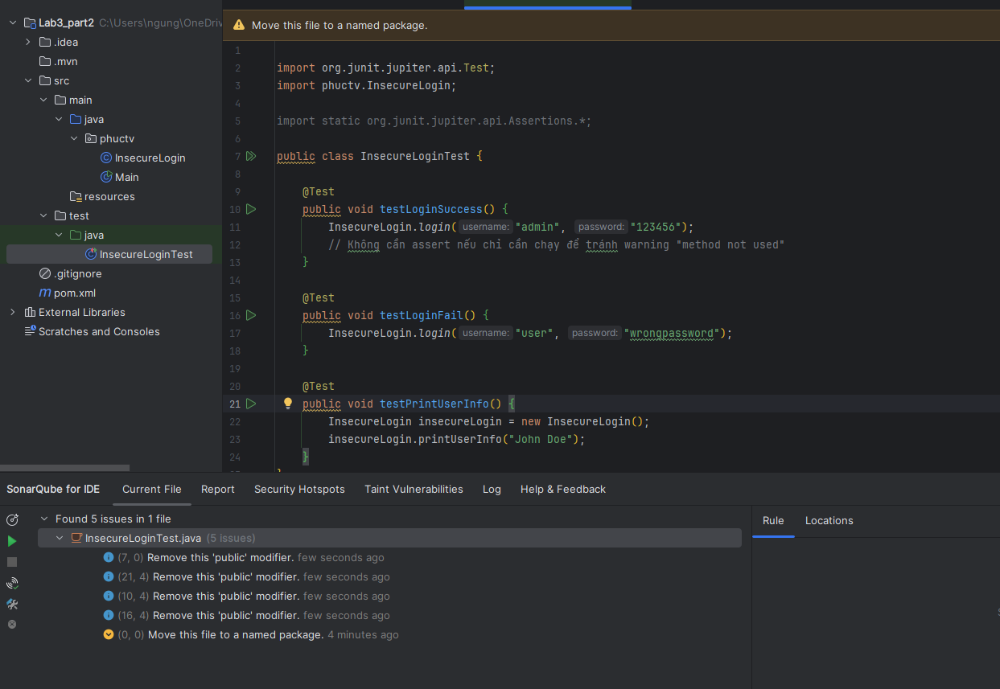 Lab3_part2 C:\Users\ngung\OneDriv
.idea
.mvn
src
main
java
phuctv
InsecureLogin
Main
resources
test
java
InsecureLoginTest
.gitignore
pom.xml
External Libraries
Scratches and Consoles
Move this file to a named package.
1
2 import org.junit.jupiter.api.Test;
3 import phuctv.InsecureLogin;
4
5 import static org.junit.jupiter.api.Assertions.*;
6
7 public class InsecureLoginTest {
8
9 @Test
10 public void testLoginSuccess() {
11 InsecureLogin.login( username: "admin", password: "123456");
12 // Không cần assert nếu chỉ cần chạy để tránh warning "method not used"
13 }
14
15 @Test
16 public void testLoginFail() {
17 InsecureLogin.login( username: "user", password: "wrongpassword");
18 }
19
20 @Test
21 public void testPrintUserInfo() {
22 InsecureLogin insecureLogin = new InsecureLogin();
23 insecureLogin.printUserInfo("John Doe");
24 }
SonarQube for IDE Current File Report Security Hotspots Taint Vulnerabilities Log Help & Feedback
Found 5 issues in 1 file
InsecureLoginTest.java (5 issues)
(7, 0) Remove this 'public' modifier. few seconds ago
(21, 4) Remove this 'public' modifier. few seconds ago
(10, 4) Remove this 'public' modifier. few seconds ago
(16, 4) Remove this 'public' modifier. few seconds ago
(0, 0) Move this file to a named package. 4 minutes ago
Rule Locations